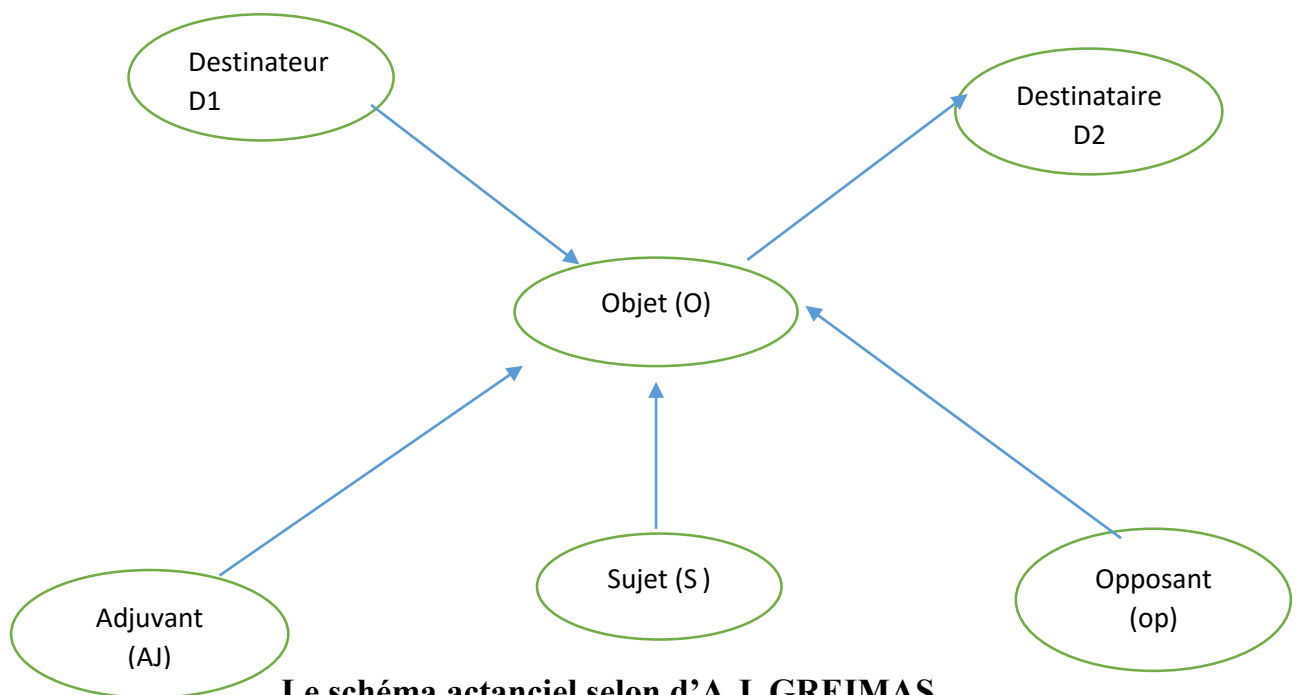 Destinateur
D1
Destinataire
D2
Objet (O)
Sujet (S )
Opposant
(op)
Adjuvant
(AJ)
Le schéma actanciel selon d’A.J. GREIMAS